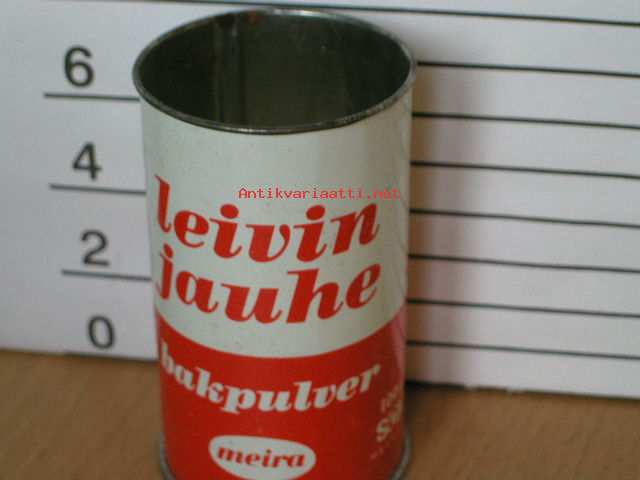 6
4
2
0
Antikvariaatti.net
leivin
jauhe
bakpulver
meira